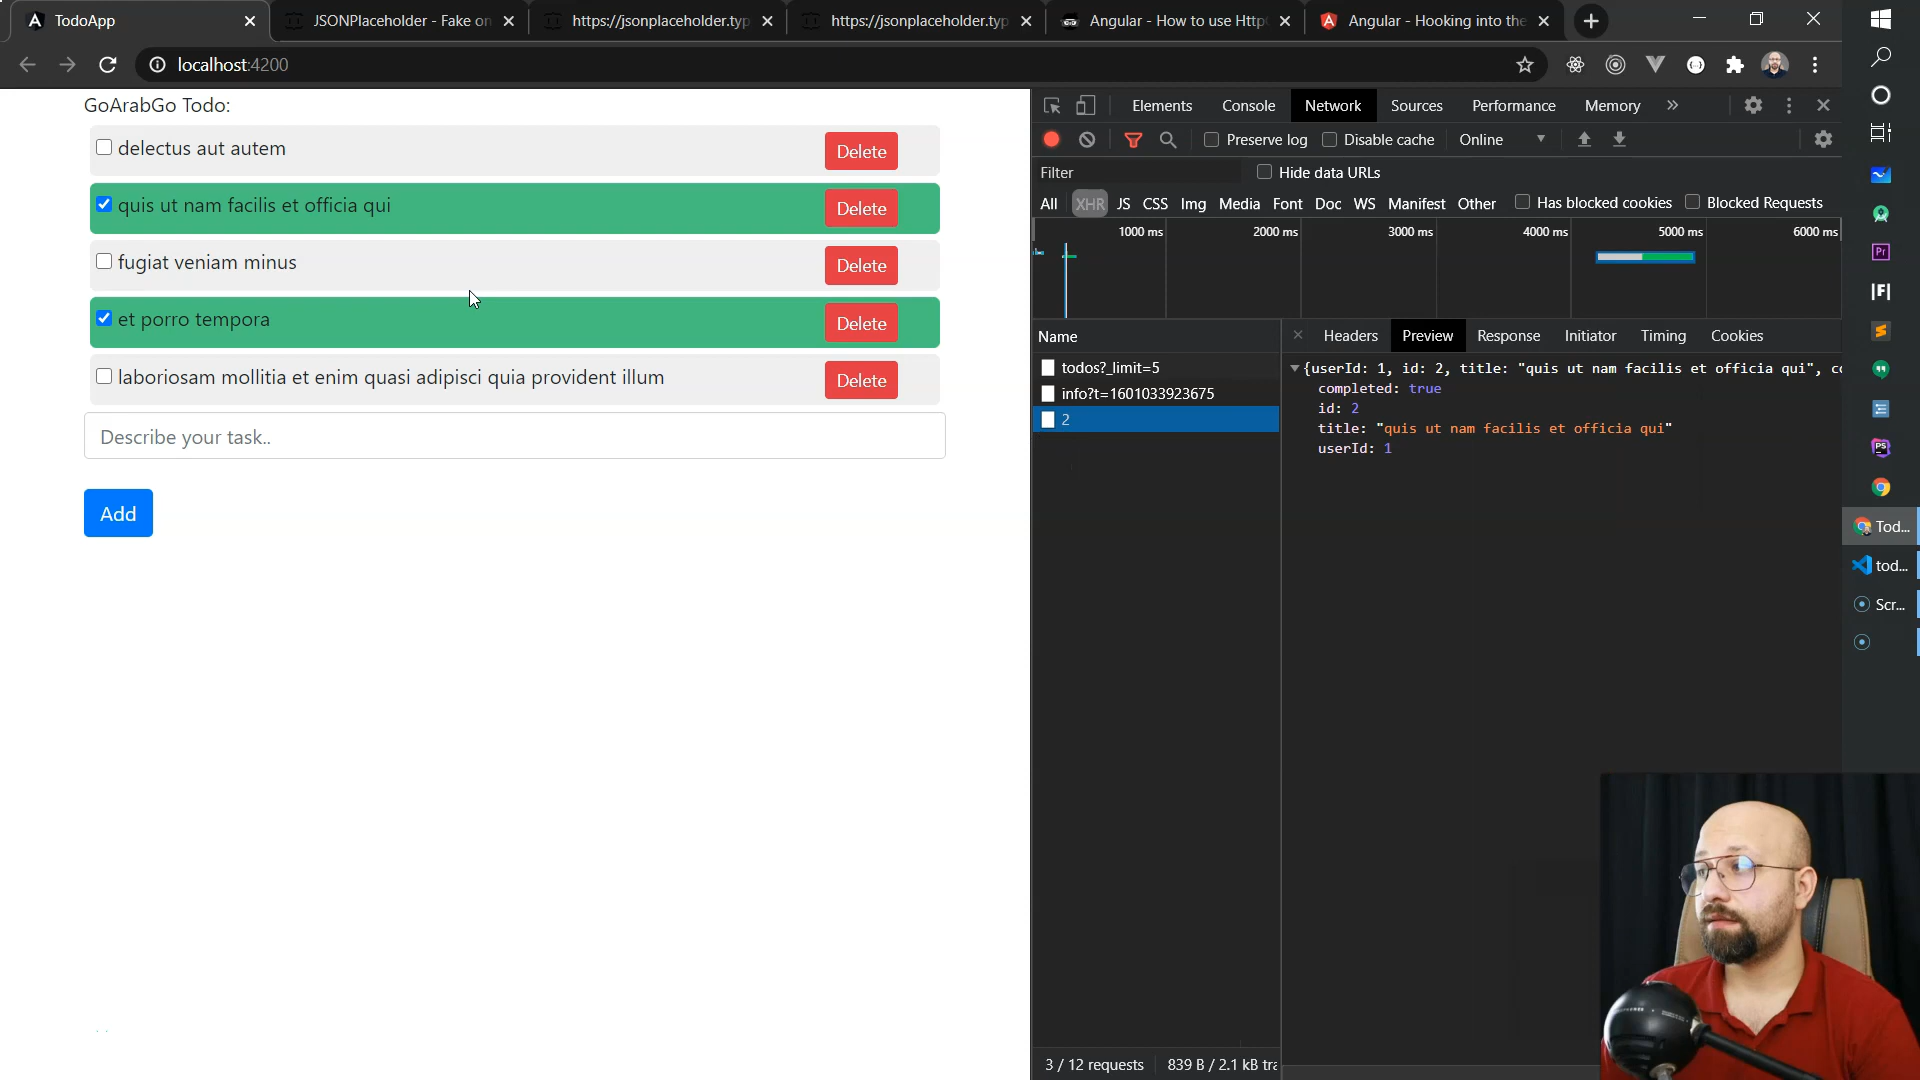 TodoApp
JSONPlaceholder - Fake on
https://jsonplaceholder.typ
https://jsonplaceholder.typ
Angular - How to use Http
Angular - Hooking into the
localhost:4200
GoArabGo Todo:
delectus aut autem
Delete
quis ut nam facilis et officia qui
Delete
fugiat veniam minus
Delete
et porro tempora
Delete
laboriosam mollitia et enim quasi adipisci quia provident illum
Delete
Describe your task..
Add
Elements Console Network Sources Performance Memory »
Preserve log Disable cache Online
Filter Hide data URLs
All XHR JS CSS Img Media Font Doc WS Manifest Other Has blocked cookies Blocked Requests
1000 ms 2000 ms 3000 ms 4000 ms 5000 ms 6000 ms
Name
todos?_limit=5
info?t=1601033923675
2
Headers Preview Response Initiator Timing Cookies
{userId: 1, id: 2, title: "quis ut nam facilis et officia qui", co
completed: true
id: 2
title: "quis ut nam facilis et officia qui"
userId: 1
3 / 12 requests 839 B / 2.1 kB tra
Pr
|F|
PS
Tod...
tod...
Scr...